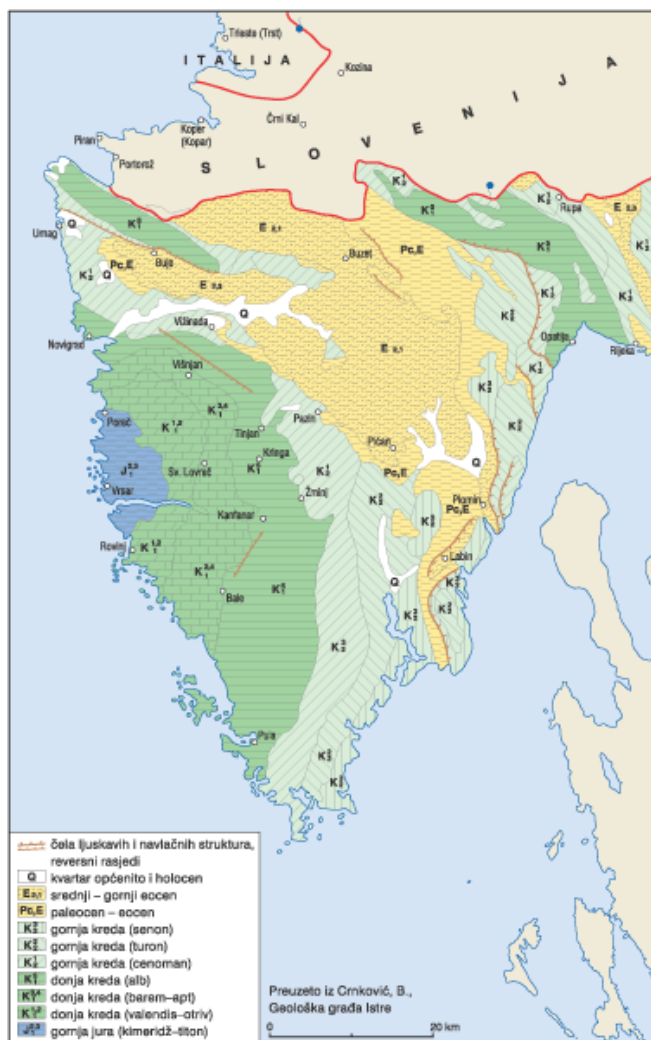 Trieste (Trst)
I T A L I J A
Kozina
Koper
(Kopar)
Črni Kal
Piran
Portorož
S L O V E N I J A
Rupa
Umag
Buje
Buzet
Q
Pc,E
Vižinada
Novigrad
Opatija
Rijeka
Višnjan
Poreč
Tinjan
Pazin
Pićan
Kringa
Sv. Lovreč
Žminj
Vrsar
Kanfanar
Plomin
Rovinj
Labin
Bale
Pula
čela ljuskavih i navlačnih struktura,
reversni rasjedi
Q kvartar općenito i holocen
srednji – gornji eocen
Pc,E paleocen – eocen
gornja kreda (senon)
gornja kreda (turon)
gornja kreda (cenoman)
donja kreda (alb)
donja kreda (barem–apt)
donja kreda (valendis–otriv)
gornja jura (kimeridž–titon)
Preuzeto iz Crnković, B.,
Geološka građa Istre
0 20 km